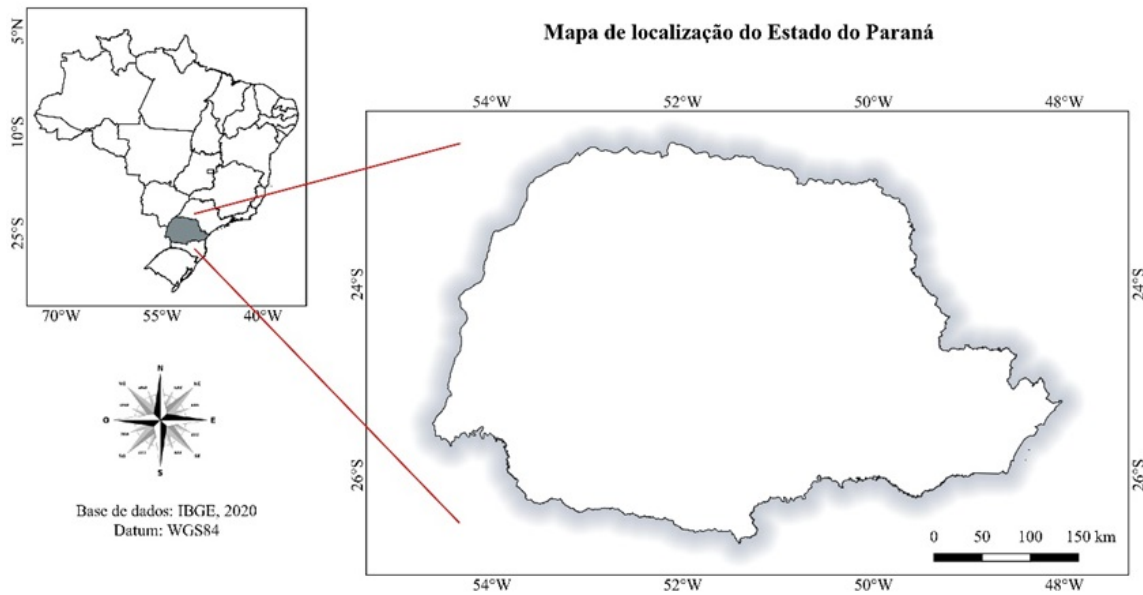 Mapa de localização do Estado do Paraná
5°N
10°S
25°S
70°W
55°W
40°W
54°W
52°W
50°W
48°W
24°S
24°S
26°S
26°S
54°W
52°W
50°W
48°W
0 50 100 150 km
N
O
E
S
Base de dados: IBGE, 2020
Datum: WGS84